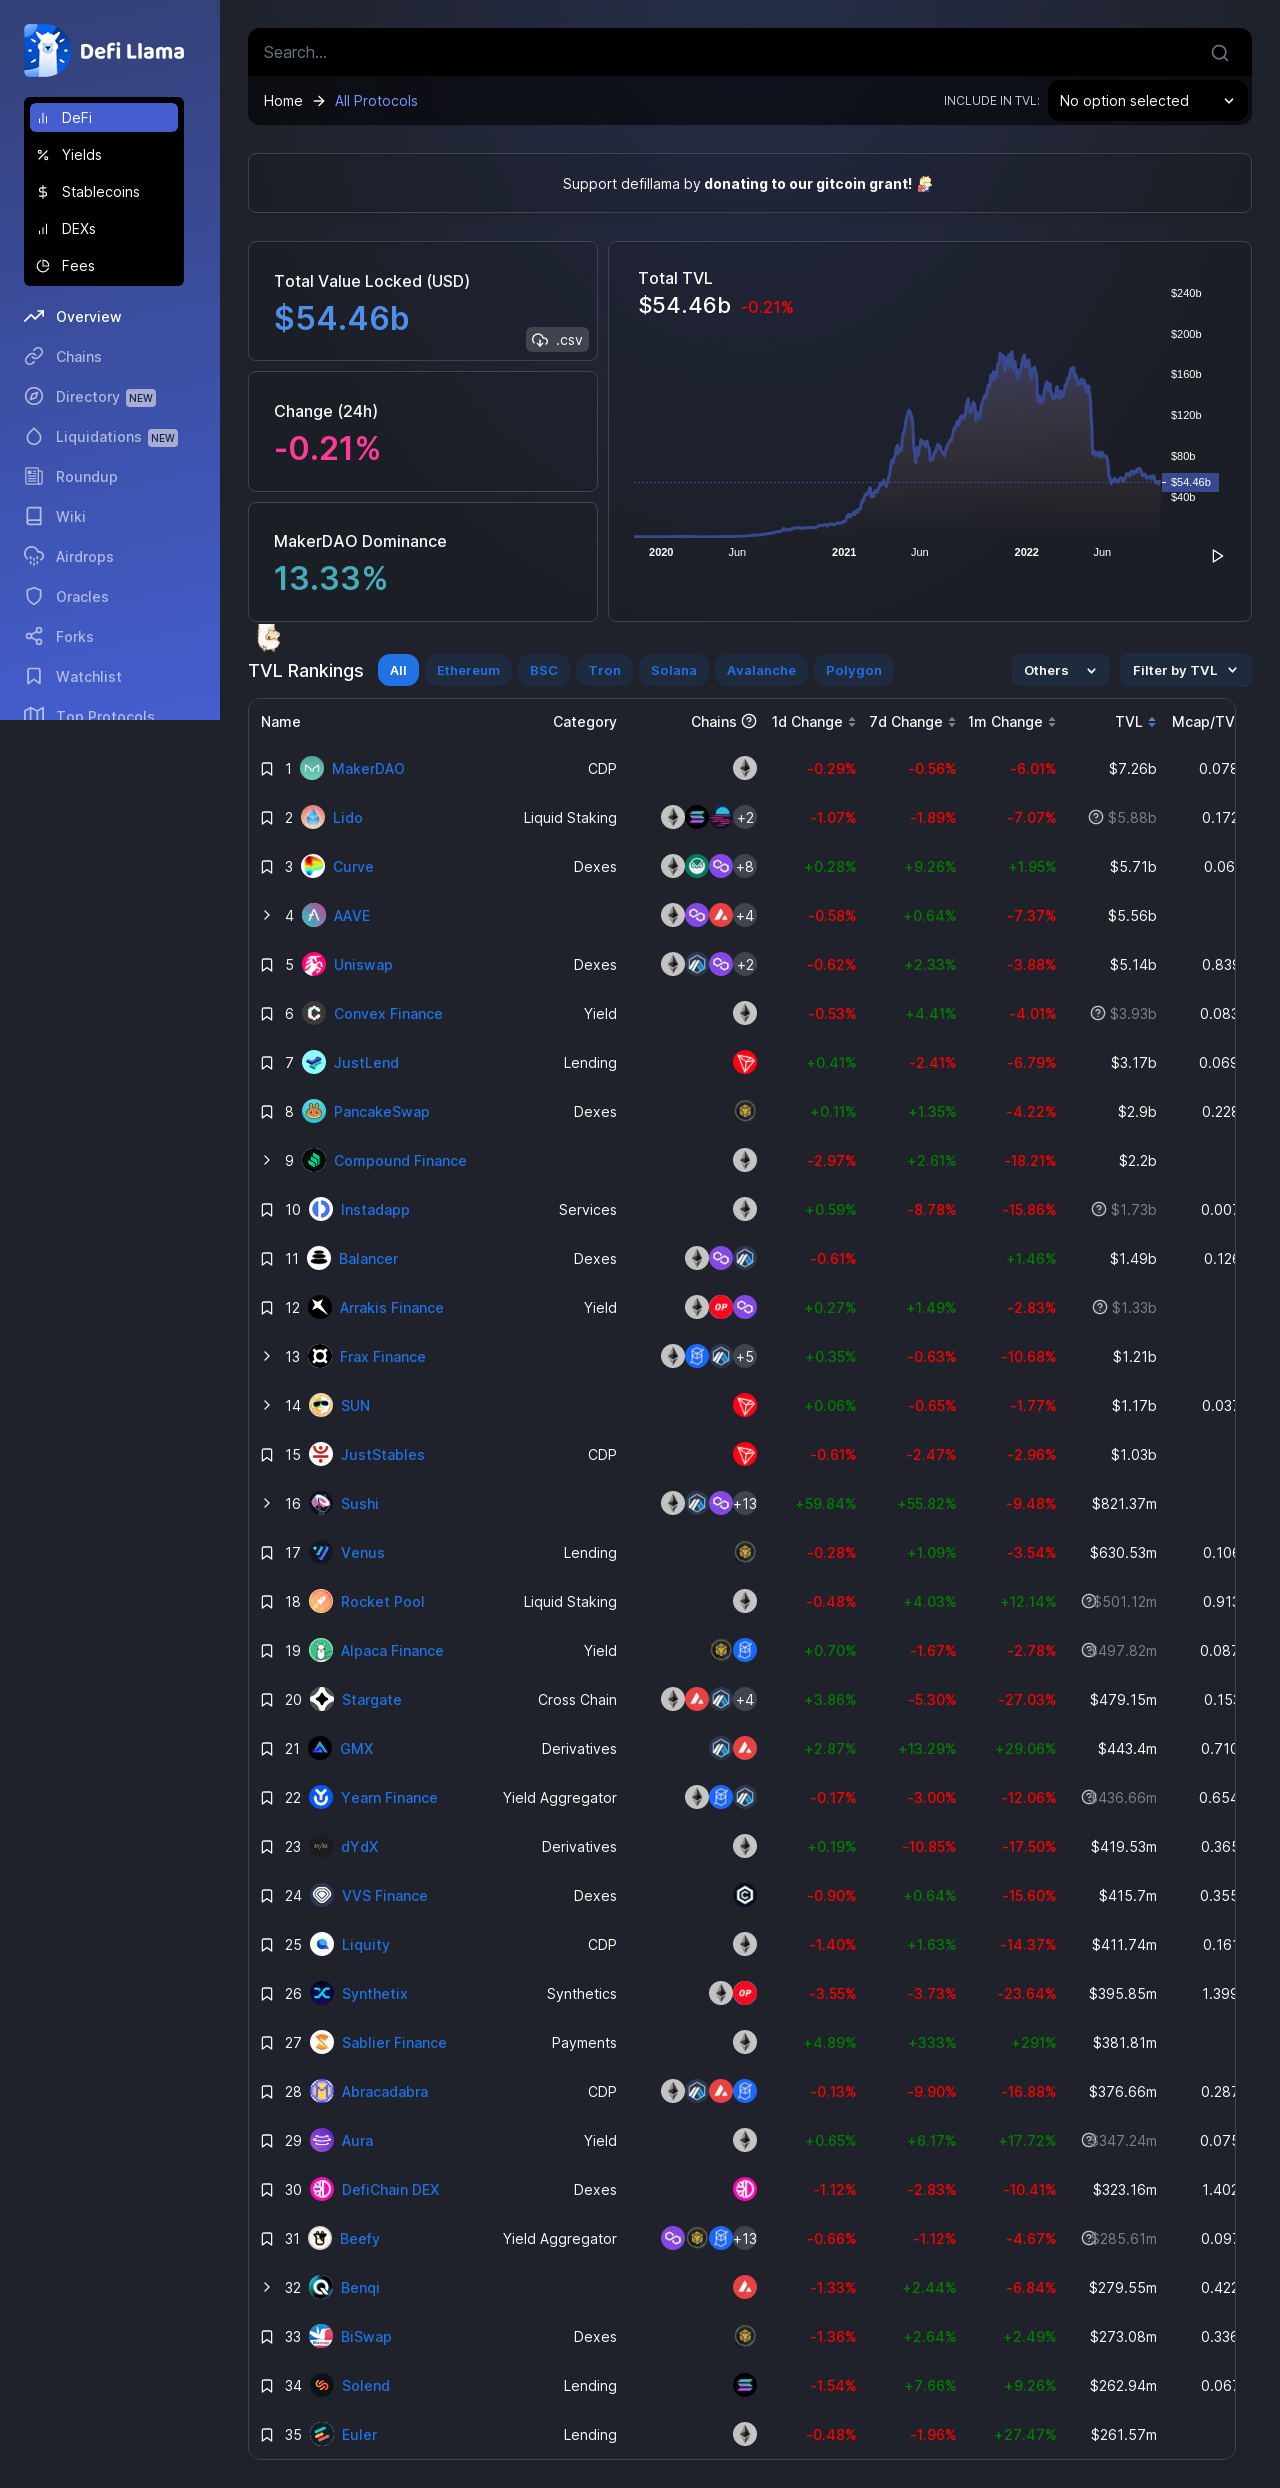 Defi Llama
DeFi
Yields
Stablecoins
DEXs
Fees
Overview
Chains
Directory NEW
Liquidations NEW
Roundup
Wiki
Airdrops
Oracles
Forks
Watchlist
Top Protocols
Search...
Home → All Protocols
INCLUDE IN TVL: No option selected
Support defillama by donating to our gitcoin grant!
Total Value Locked (USD)
$54.46b
.csv
Change (24h)
-0.21%
MakerDAO Dominance
13.33%
Total TVL
$54.46b -0.21%
$240b
$200b
$160b
$120b
$80b
$54.46b
$40b
2020 Jun 2021 Jun 2022 Jun
TVL Rankings All Ethereum BSC Tron Solana Avalanche Polygon Others Filter by TVL
Name Category Chains 1d Change 7d Change 1m Change TVL Mcap/TV
1 MakerDAO CDP -0.29% -0.56% -6.01% $7.26b 0.078
2 Lido Liquid Staking +2 -1.07% -1.89% -7.07% $5.88b 0.172
3 Curve Dexes +8 +0.28% +9.26% +1.95% $5.71b 0.06
4 AAVE +4 -0.58% +0.64% -7.37% $5.56b
5 Uniswap Dexes +2 -0.62% +2.33% -3.88% $5.14b 0.839
6 Convex Finance Yield -0.53% +4.41% -4.01% $3.93b 0.083
7 JustLend Lending +0.41% -2.41% -6.79% $3.17b 0.069
8 PancakeSwap Dexes +0.11% +1.35% -4.22% $2.9b 0.228
9 Compound Finance -2.97% +2.61% -18.21% $2.2b
10 Instadapp Services +0.59% -8.78% -15.86% $1.73b 0.007
11 Balancer Dexes -0.61% +1.46% $1.49b 0.126
12 Arrakis Finance Yield OP +0.27% +1.49% -2.83% $1.33b
13 Frax Finance +5 +0.35% -0.63% -10.68% $1.21b
14 SUN +0.06% -0.65% -1.77% $1.17b 0.037
15 JustStables CDP -0.61% -2.47% -2.96% $1.03b
16 Sushi +13 +59.84% +55.82% -9.48% $821.37m
17 Venus Lending -0.28% +1.09% -3.54% $630.53m 0.106
18 Rocket Pool Liquid Staking -0.48% +4.03% +12.14% $501.12m 0.913
19 Alpaca Finance Yield +0.70% -1.67% -2.78% $497.82m 0.087
20 Stargate Cross Chain +4 +3.86% -5.30% -27.03% $479.15m 0.153
21 GMX Derivatives +2.87% +13.29% +29.06% $443.4m 0.710
22 Yearn Finance Yield Aggregator -0.17% -3.00% -12.06% $436.66m 0.654
23 dYdX Derivatives +0.19% -10.85% -17.50% $419.53m 0.365
24 VVS Finance Dexes -0.90% +0.64% -15.60% $415.7m 0.355
25 Liquity CDP -1.40% +1.63% -14.37% $411.74m 0.161
26 Synthetix Synthetics OP -3.55% -3.73% -23.64% $395.85m 1.399
27 Sablier Finance Payments +4.89% +333% +291% $381.81m
28 Abracadabra CDP -0.13% -9.90% -16.88% $376.66m 0.287
29 Aura Yield +0.65% +6.17% +17.72% $347.24m 0.075
30 DefiChain DEX Dexes -1.12% -2.83% -10.41% $323.16m 1.402
31 Beefy Yield Aggregator +13 -0.66% -1.12% -4.67% $285.61m 0.097
32 Benqi -1.33% +2.44% -6.84% $279.55m 0.422
33 BiSwap Dexes -1.36% +2.64% +2.49% $273.08m 0.336
34 Solend Lending -1.54% +7.66% +9.26% $262.94m 0.067
35 Euler Lending -0.48% -1.96% +27.47% $261.57m